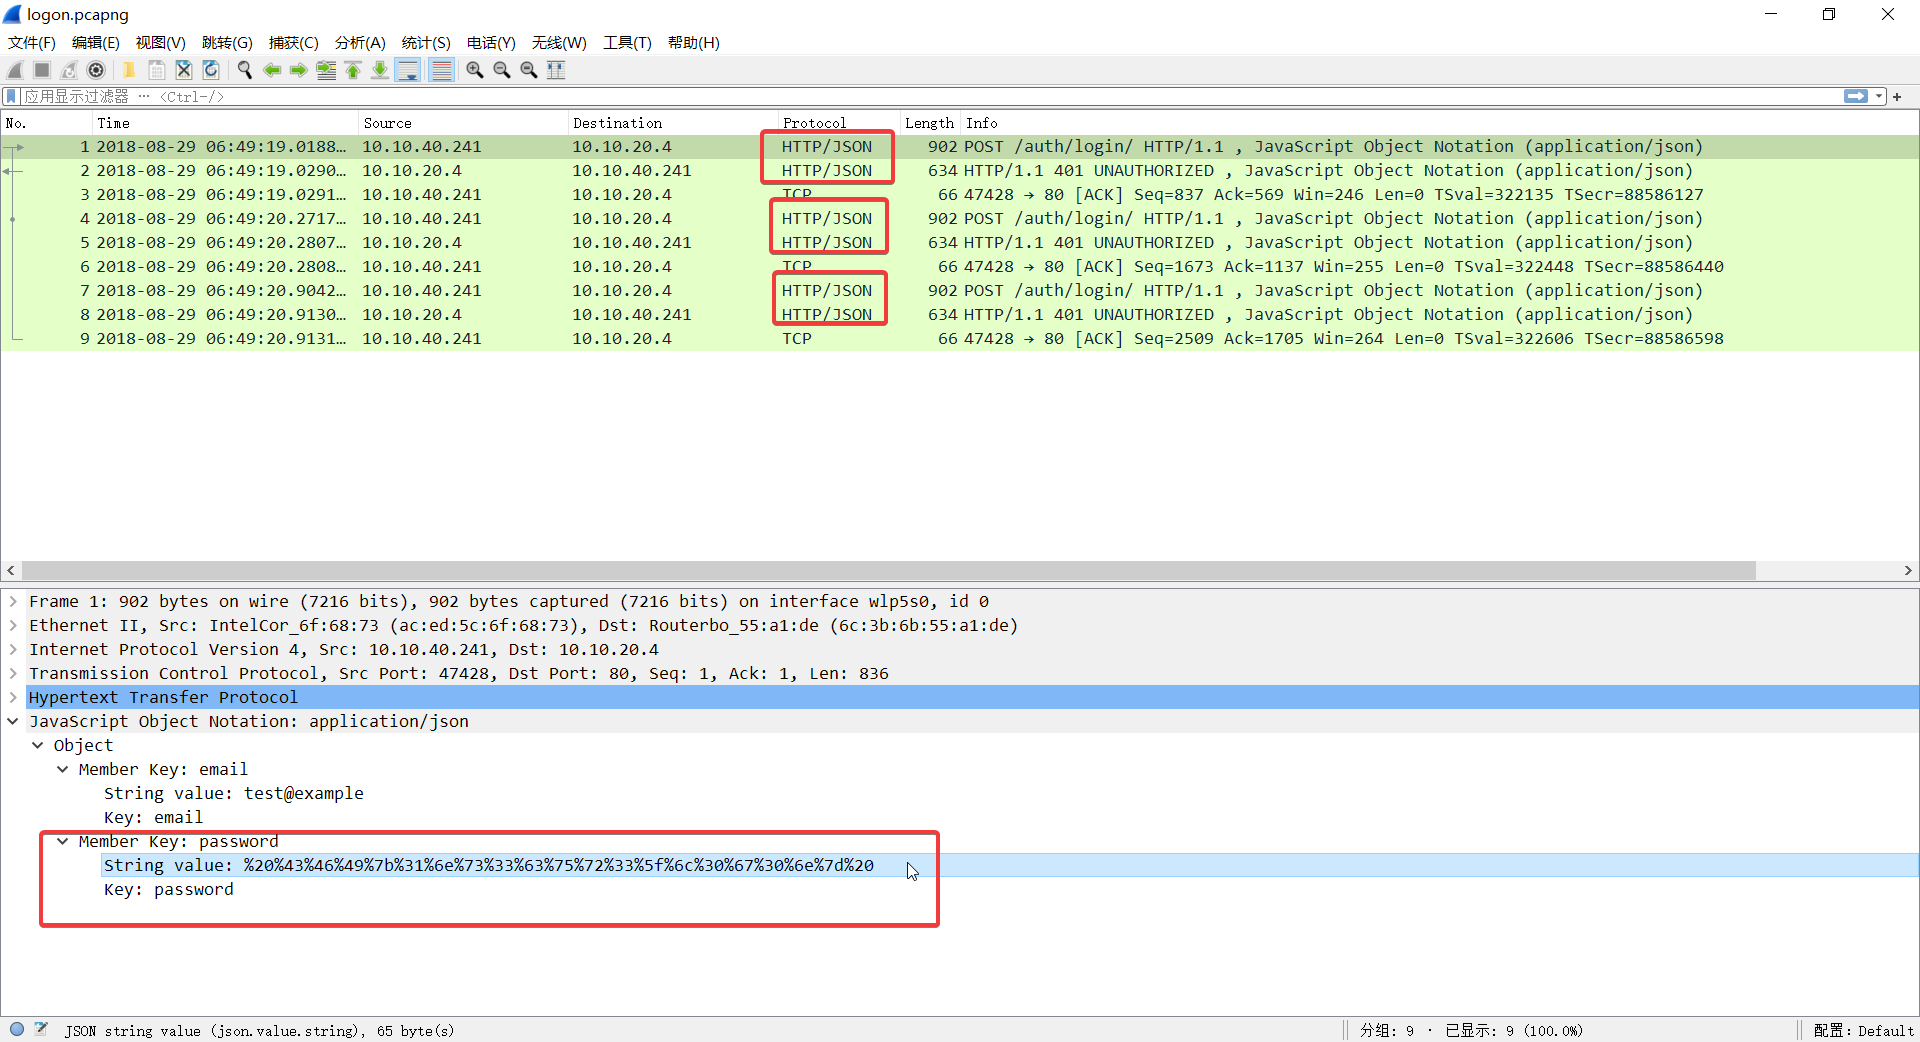 logon.pcapng
文件(F) 编辑(E) 视图(V) 跳转(G) 捕获(C) 分析(A) 统计(S) 电话(Y) 无线(W) 工具(T) 帮助(H)
应用显示过滤器 … <Ctrl-/>
No. Time Source Destination Protocol Length Info
1 2018-08-29 06:49:19.0188… 10.10.40.241 10.10.20.4 HTTP/JSON 902 POST /auth/login/ HTTP/1.1 , JavaScript Object Notation (application/json)
2 2018-08-29 06:49:19.0290… 10.10.20.4 10.10.40.241 HTTP/JSON 634 HTTP/1.1 401 UNAUTHORIZED , JavaScript Object Notation (application/json)
3 2018-08-29 06:49:19.0291… 10.10.40.241 10.10.20.4 TCP 66 47428 → 80 [ACK] Seq=837 Ack=569 Win=246 Len=0 TSval=322135 TSecr=88586127
4 2018-08-29 06:49:20.2717… 10.10.40.241 10.10.20.4 HTTP/JSON 902 POST /auth/login/ HTTP/1.1 , JavaScript Object Notation (application/json)
5 2018-08-29 06:49:20.2807… 10.10.20.4 10.10.40.241 HTTP/JSON 634 HTTP/1.1 401 UNAUTHORIZED , JavaScript Object Notation (application/json)
6 2018-08-29 06:49:20.2808… 10.10.40.241 10.10.20.4 TCP 66 47428 → 80 [ACK] Seq=1673 Ack=1137 Win=255 Len=0 TSval=322448 TSecr=88586440
7 2018-08-29 06:49:20.9042… 10.10.40.241 10.10.20.4 HTTP/JSON 902 POST /auth/login/ HTTP/1.1 , JavaScript Object Notation (application/json)
8 2018-08-29 06:49:20.9130… 10.10.20.4 10.10.40.241 HTTP/JSON 634 HTTP/1.1 401 UNAUTHORIZED , JavaScript Object Notation (application/json)
9 2018-08-29 06:49:20.9131… 10.10.40.241 10.10.20.4 TCP 66 47428 → 80 [ACK] Seq=2509 Ack=1705 Win=264 Len=0 TSval=322606 TSecr=88586598
Frame 1: 902 bytes on wire (7216 bits), 902 bytes captured (7216 bits) on interface wlp5s0, id 0
Ethernet II, Src: IntelCor_6f:68:73 (ac:ed:5c:6f:68:73), Dst: Routerbo_55:a1:de (6c:3b:6b:55:a1:de)
Internet Protocol Version 4, Src: 10.10.40.241, Dst: 10.10.20.4
Transmission Control Protocol, Src Port: 47428, Dst Port: 80, Seq: 1, Ack: 1, Len: 836
Hypertext Transfer Protocol
JavaScript Object Notation: application/json
Object
Member Key: email
String value: test@example
Key: email
Member Key: password
String value: %20%43%46%49%7b%31%6e%73%33%63%75%72%33%5f%6c%30%67%30%6e%7d%20
Key: password
JSON string value (json.value.string), 65 byte(s)
分组: 9 · 已显示: 9 (100.0%)
配置: Default